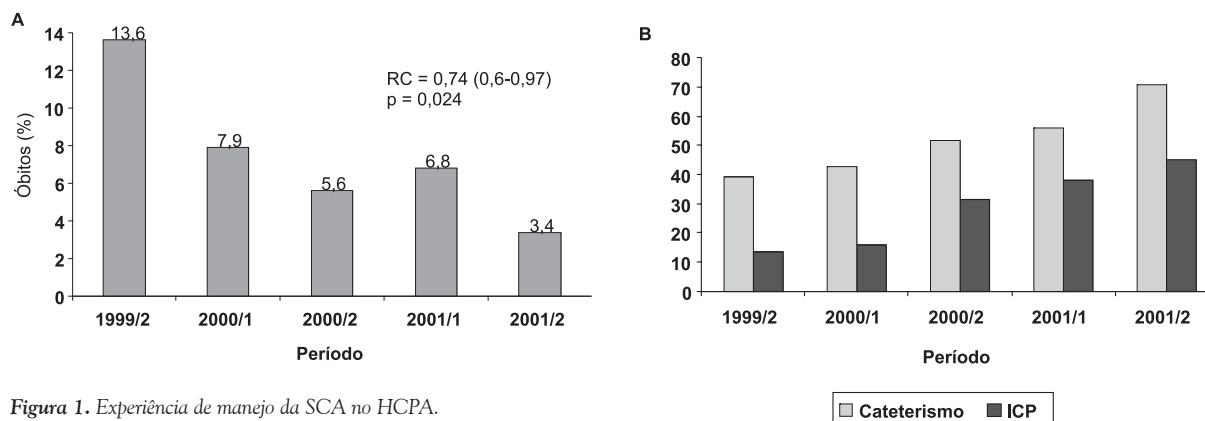 A
Óbitos (%)
14
12
10
8
6
4
2
0
13,6
7,9
5,6
6,8
3,4
RC = 0,74 (0,6-0,97)
p = 0,024
1999/2 2000/1 2000/2 2001/1 2001/2
Período
B
80
70
60
50
40
30
20
10
0
1999/2 2000/1 2000/2 2001/1 2001/2
Período
Cateterismo ICP
Figura 1. Experiência de manejo da SCA no HCPA.